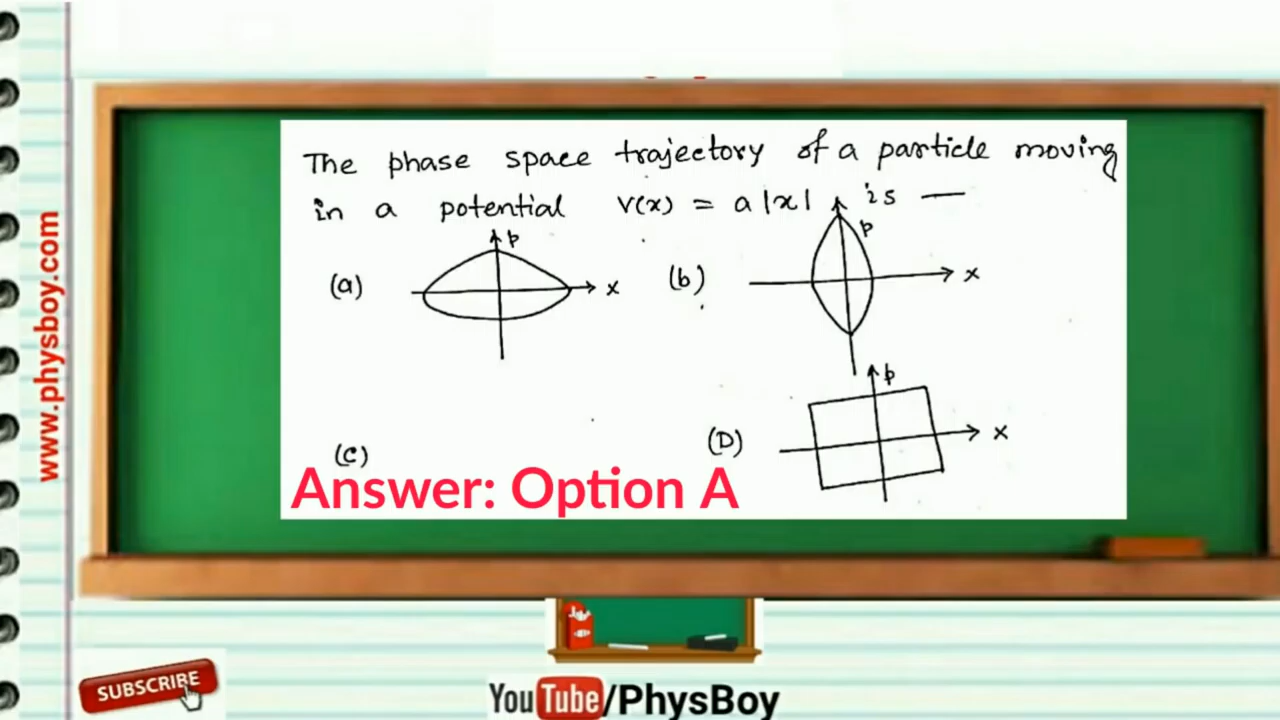 The phase space trajectory of a particle moving
in a potential V(x) = a|x| is —
(a) p x (b) p x
(C) (D) p x
Answer: Option A
www.physboy.com
SUBSCRIBE
YouTube/PhysBoy